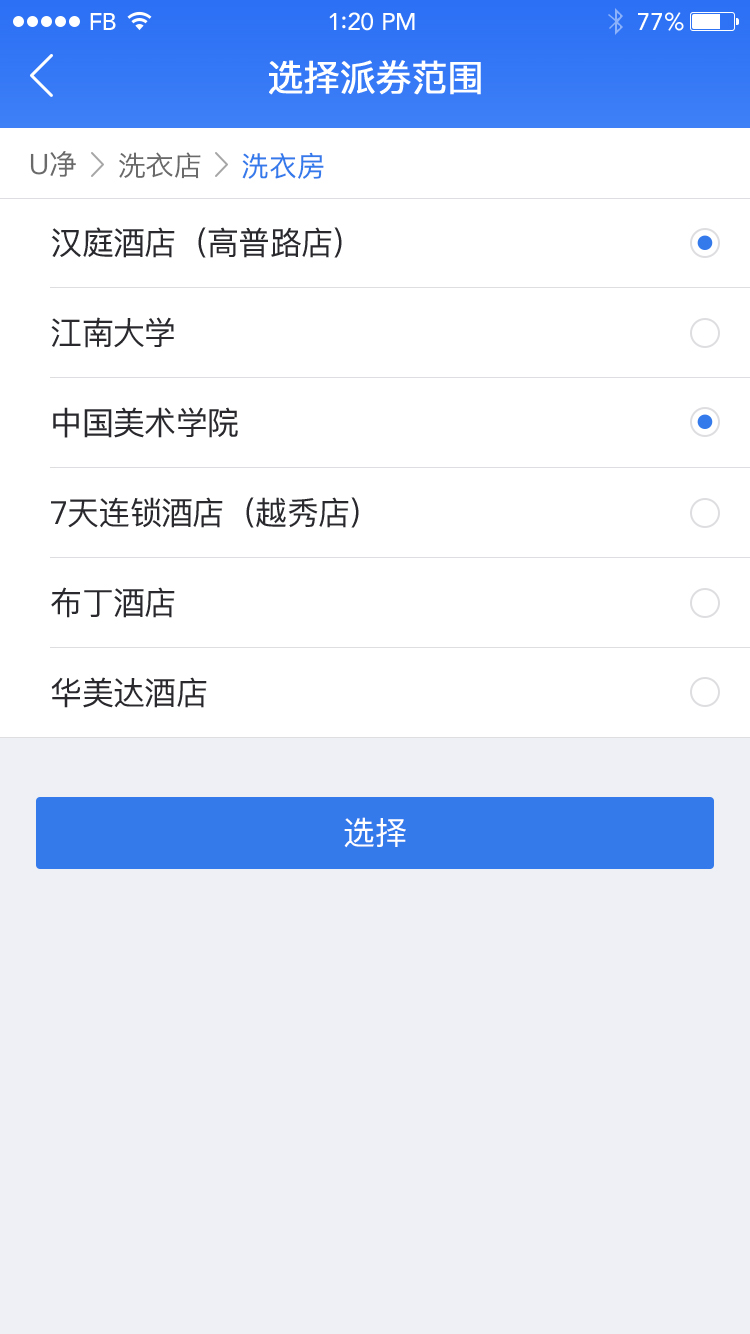 FB 1:20 PM 77%
选择派券范围
U净 洗衣店 洗衣房
汉庭酒店（高普路店）
江南大学
中国美术学院
7天连锁酒店（越秀店）
布丁酒店
华美达酒店
选择